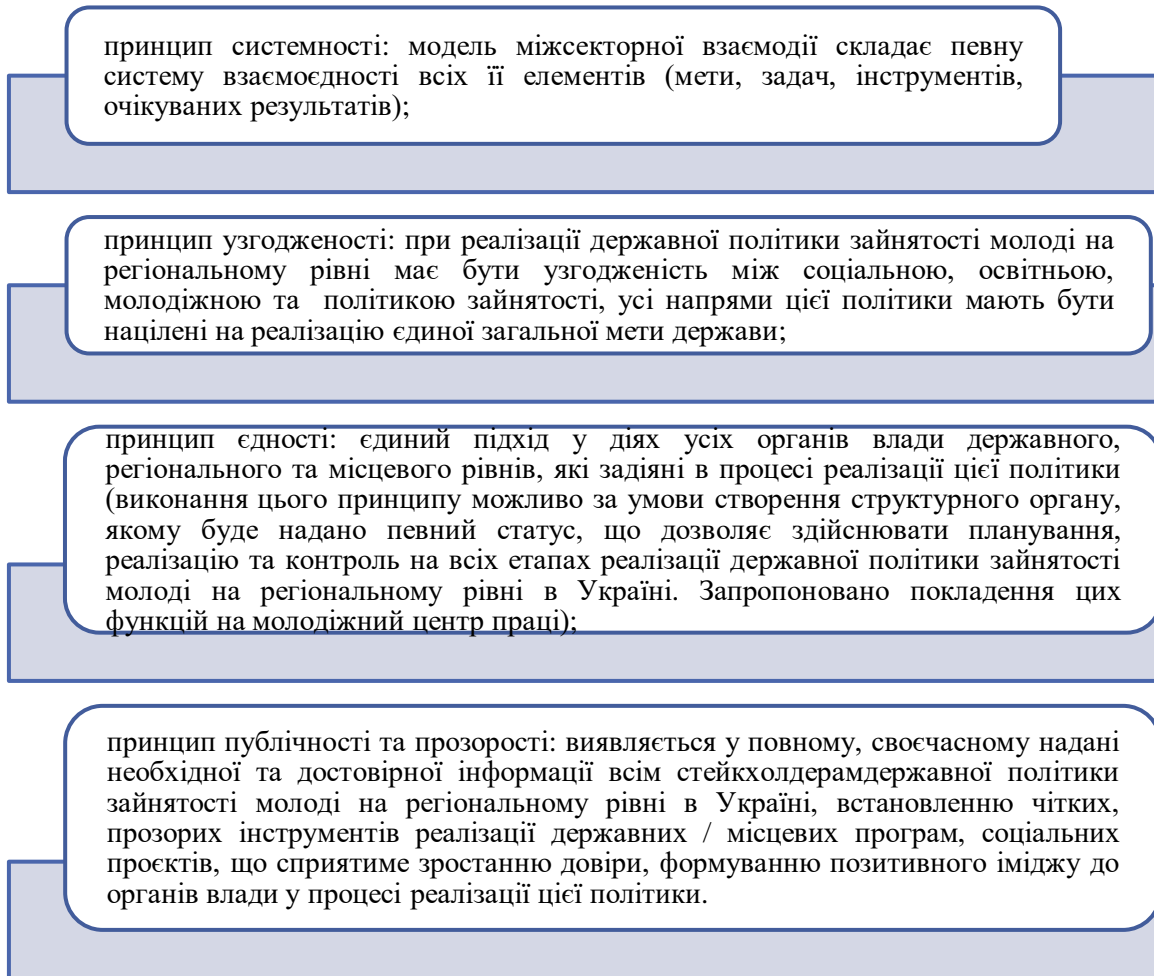 принцип системності: модель міжсекторної взаємодії складає певну
систему взаємоєдності всіх її елементів (мети, задач, інструментів,
очікуваних результатів);
принцип узгодженості: при реалізації державної політики зайнятості молоді на
регіональному рівні має бути узгодженість між соціальною, освітньою,
молодіжною та політикою зайнятості, усі напрями цієї політики мають бути
націлені на реалізацію єдиної загальної мети держави;
принцип єдності: єдиний підхід у діях усіх органів влади державного,
регіонального та місцевого рівнів, які задіяні в процесі реалізації цієї політики
(виконання цього принципу можливо за умови створення структурного органу,
якому буде надано певний статус, що дозволяє здійснювати планування,
реалізацію та контроль на всіх етапах реалізації державної політики зайнятості
молоді на регіональному рівні в Україні. Запропоновано покладення цих
функцій на молодіжний центр праці);
принцип публічності та прозорості: виявляється у повному, своєчасному надані
необхідної та достовірної інформації всім стейкхолдерамдержавної політики
зайнятості молоді на регіональному рівні в Україні, встановленню чітких,
прозорих інструментів реалізації державних / місцевих програм, соціальних
проєктів, що сприятиме зростанню довіри, формуванню позитивного іміджу до
органів влади у процесі реалізації цієї політики.